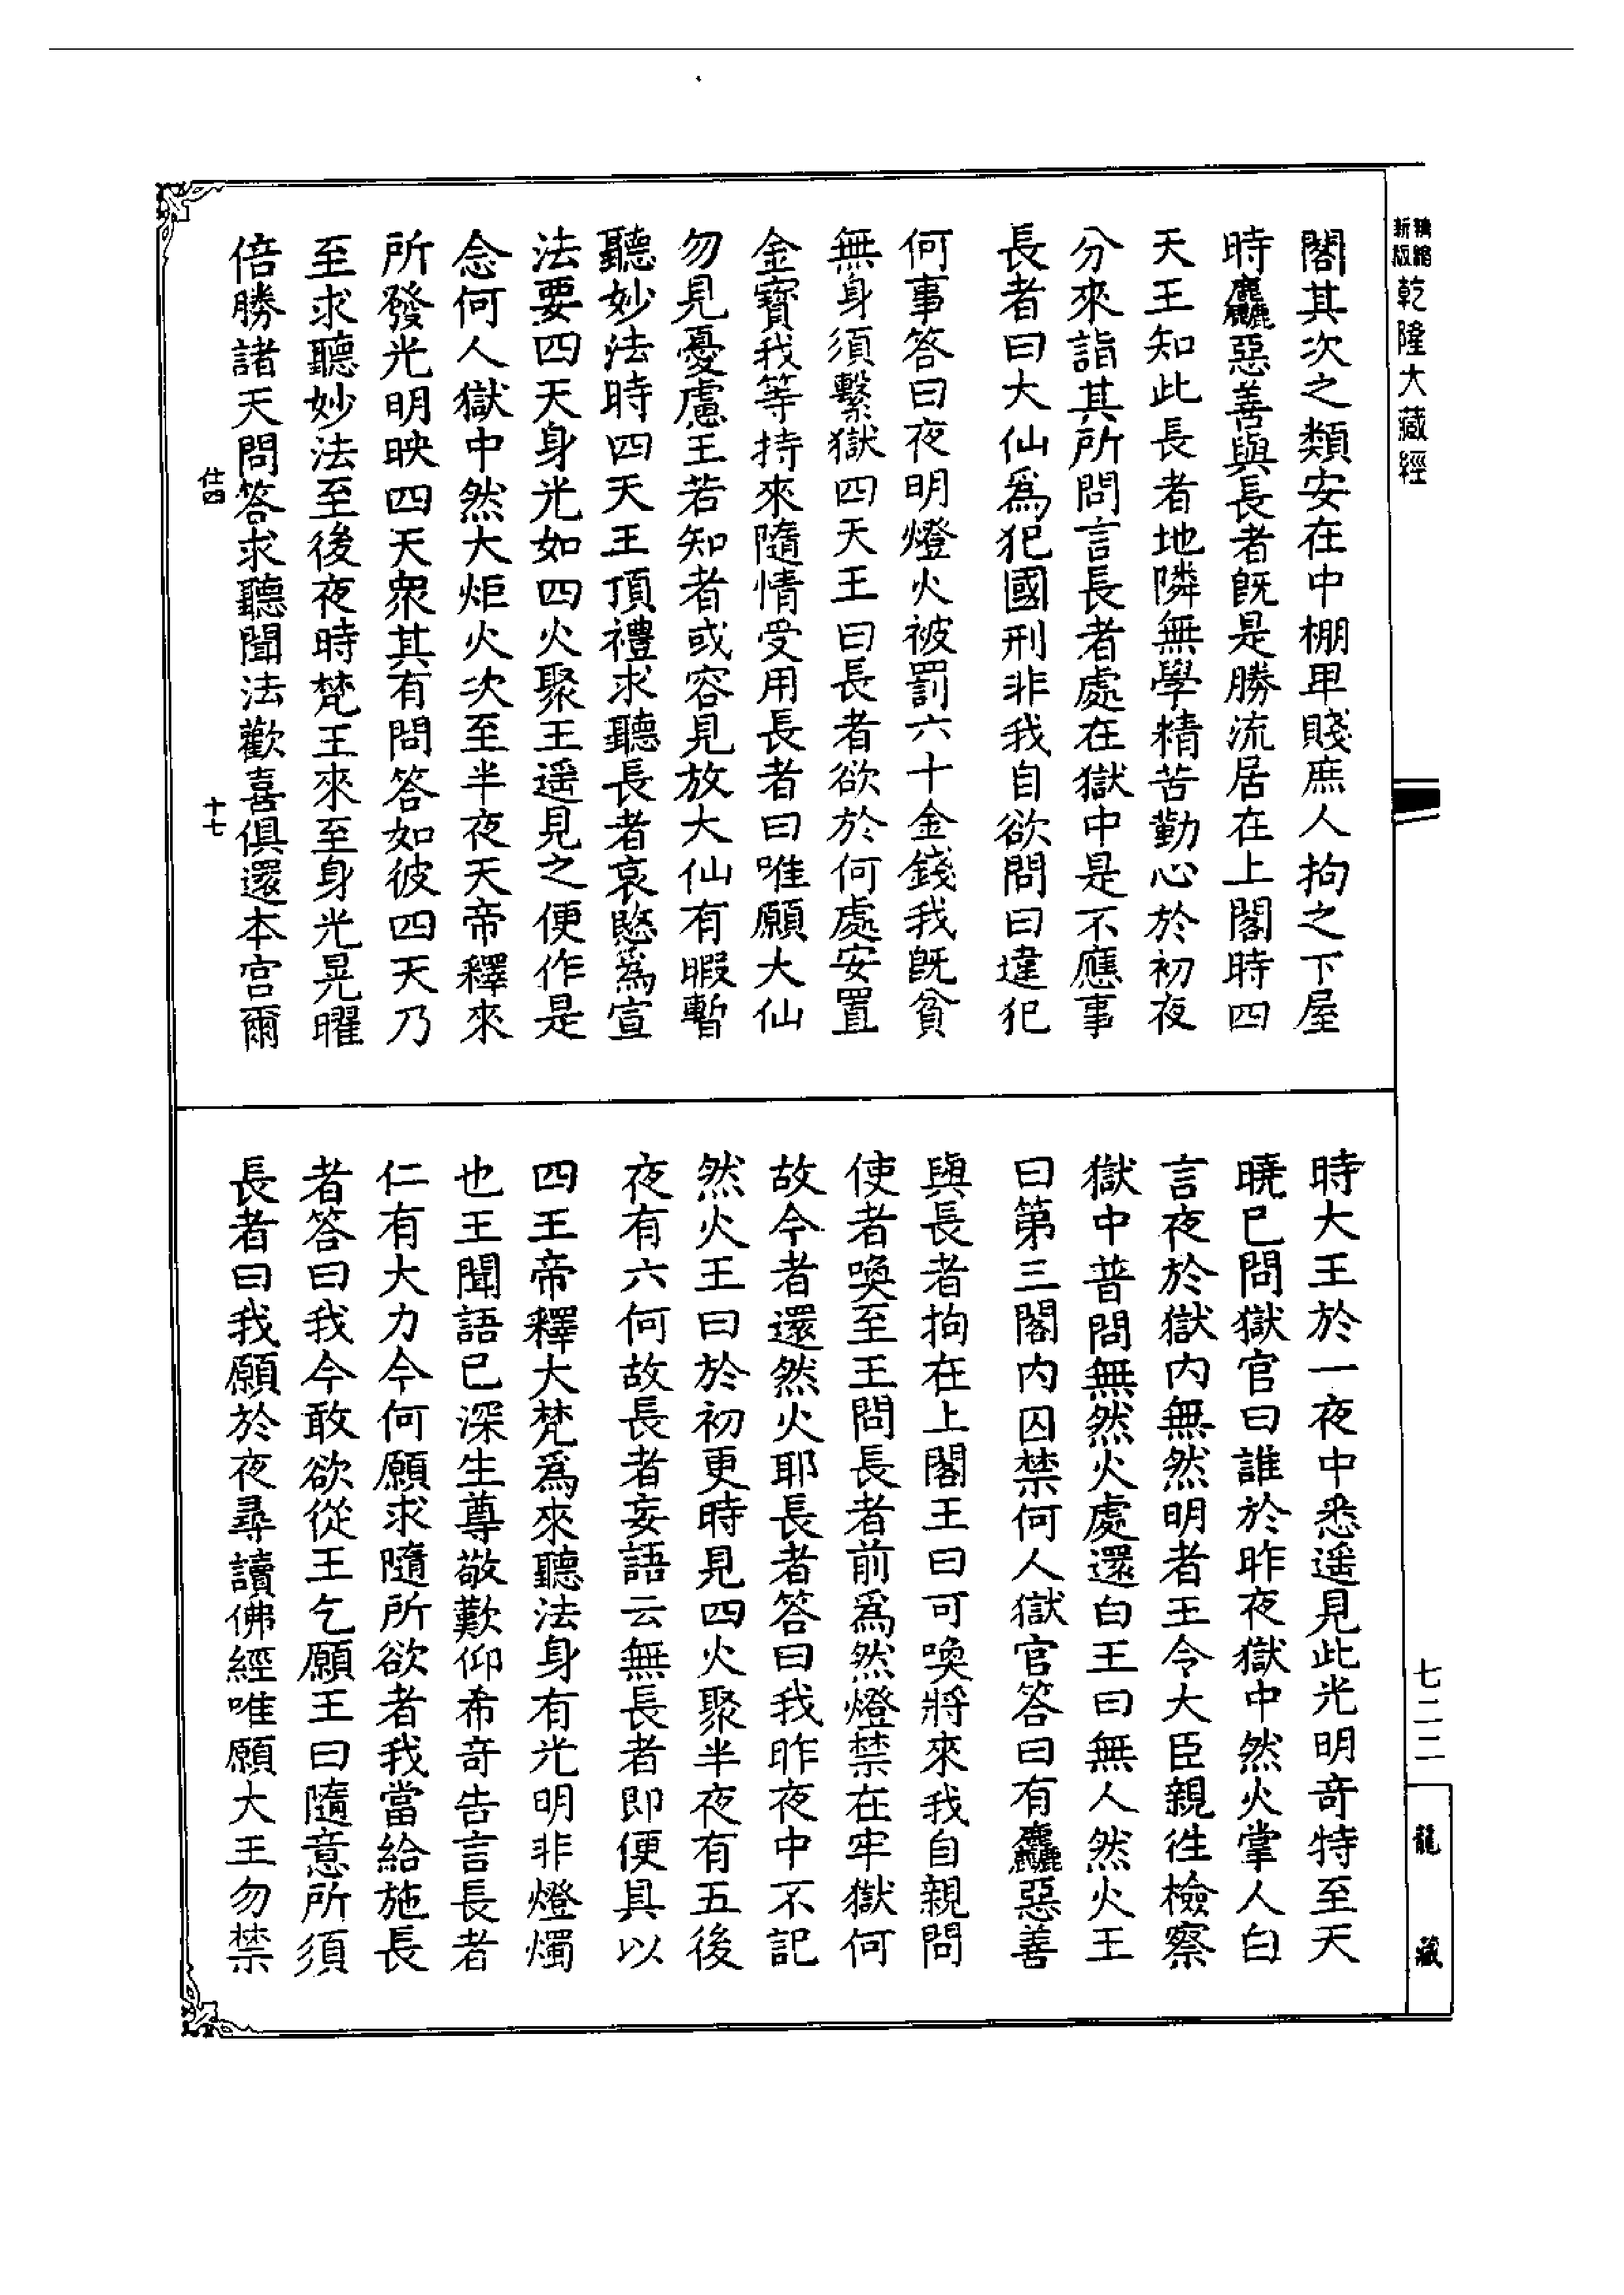 新版
乾隆大藏經
閣其次之類安在中棚卑賤庶人拘之下屋
時麤惡善與長者旣是勝流居在上閣時四
天王知此長者地隣無學精苦勤心於初夜
分來詣其所問言長者處在獄中是不應事
長者曰大仙爲犯國刑非我自欲問曰違犯
何事答曰夜明燈火被罰六十金錢我旣貧
無身須繫獄四天王曰長者欲於何處安置
金寶我等持來隨情受用長者曰唯願大仙
勿見憂慮王若知者或容見放大仙有暇暫
聽妙法時四天王頂禮求聽長者哀愍爲宣
法要四天身光如四火聚王遥見之便作是
念何人獄中然大炬火次至半夜天帝釋來
所發光明映四天衆其有問答如彼四天乃
至求聽妙法至後夜時梵王來至身光晃曜
倍勝諸天問答求聽聞法歡喜俱還本宮爾
仕四
十七
時大王於一夜中悉遥見此光明奇特至天
曉已問獄官曰誰於昨夜獄中然火掌人白
言夜於獄内無然明者王令大臣親往檢察
獄中普問無然火處還白王曰無人然火王
曰第三閣内囚禁何人獄官答曰有麤惡善
與長者拘在上閣王曰可喚將來我自親問
使者喚至王問長者前爲然燈禁在牢獄何
故今者還然火耶長者答曰我昨夜中不記
然火王曰於初更時見四火聚半夜有五後
夜有六何故長者妄語云無長者即便具以
四王帝釋大梵爲來聽法身有光明非燈燭
也王聞語已深生尊敬歎仰希奇告言長者
仁有大力今何願求隨所欲者我當給施長
者答曰我今敢欲從王乞願王曰隨意所須
長者曰我願於夜尋讀佛經唯願大王勿禁
七二二
龍藏